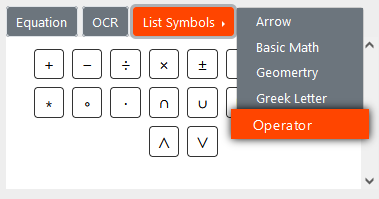 Equation OCR List Symbols
Arrow
Basic Math
Geomertry
Greek Letter
Operator
+ − ÷ × ±
* ∘ · ∩ ∪
∧ ∨